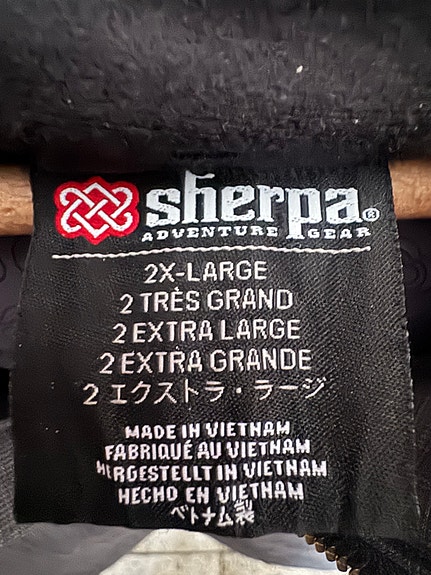 sherpa®
ADVENTURE GEAR
2X-LARGE
2 TRÈS GRAND
2 EXTRA LARGE
2 EXTRA GRANDE
2 エクストラ・ラージ
MADE IN VIETNAM
FABRIQUÉ AU VIETNAM
HERGESTELLT IN VIETNAM
HECHO EN VIETNAM
ベトナム製